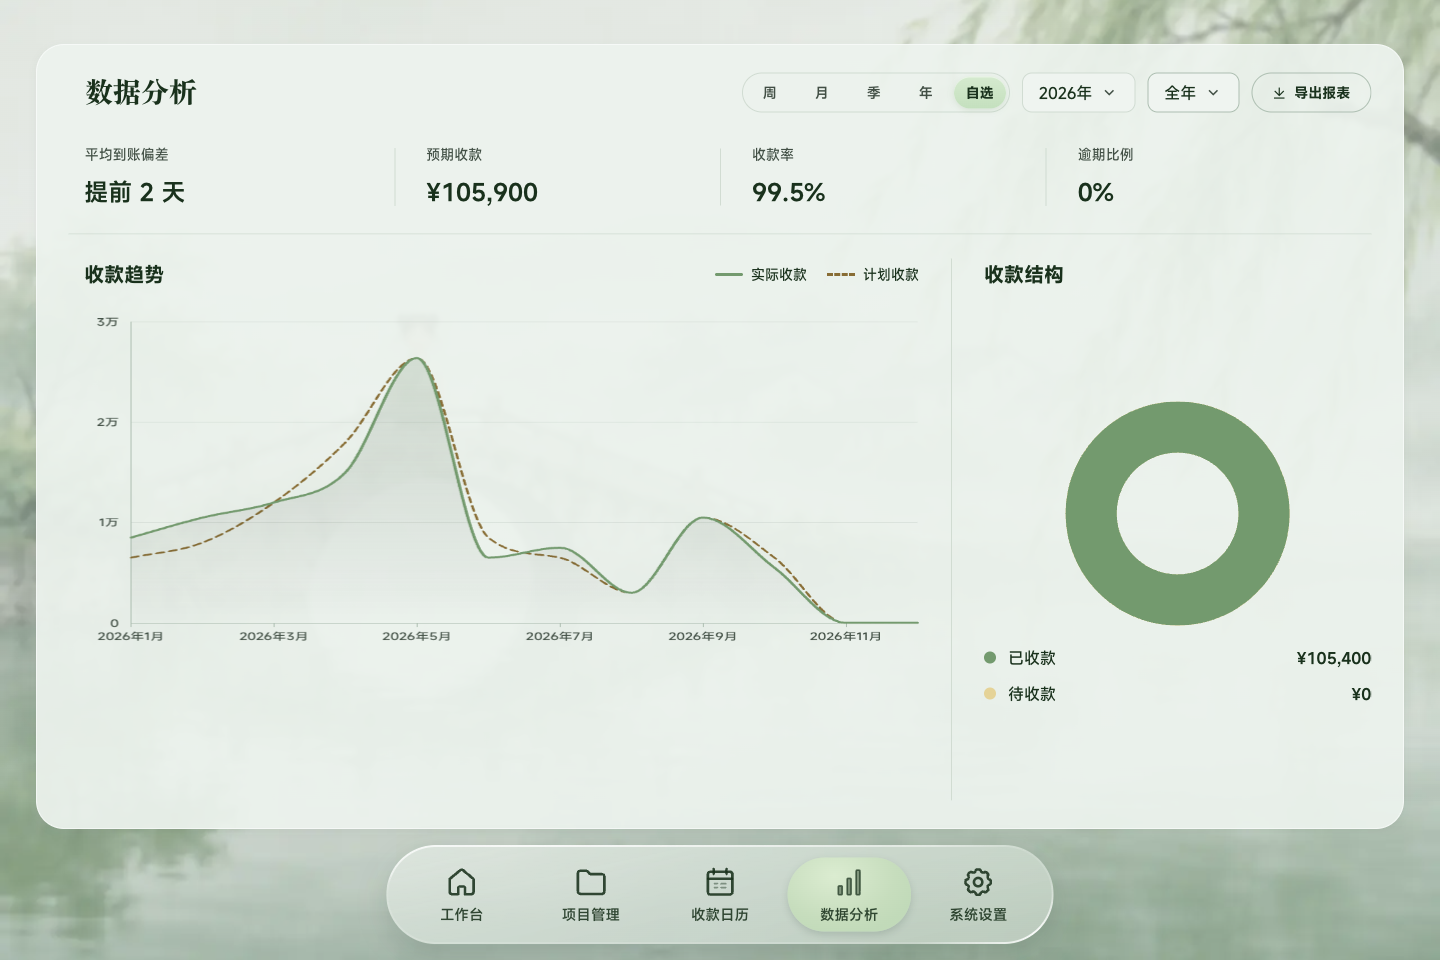 数据分析
周 月 季 年 自选 2026年 全年 导出报表
平均到账偏差 预期收款 收款率 逾期比例
提前 2 天 ¥105,900 99.5% 0%
收款趋势 实际收款 计划收款 收款结构
3万
2万
1万
0
2026年1月 2026年3月 2026年5月 2026年7月 2026年9月 2026年11月
已收款 ¥105,400
待收款 ¥0
工作台 项目管理 收款日历 数据分析 系统设置